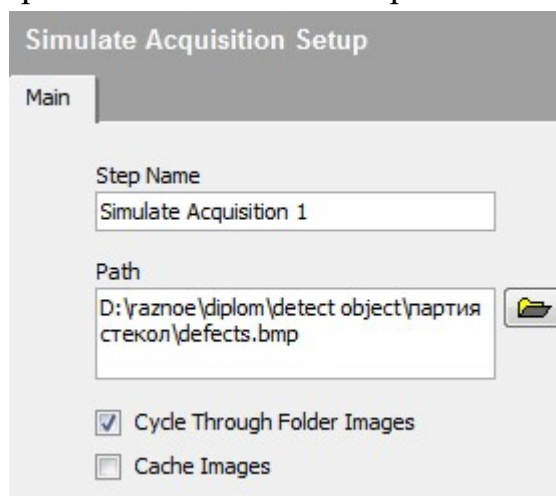 Simulate Acquisition Setup
Main
Step Name
Simulate Acquisition 1
Path
D:\raznoe\diplom\detect object\партия
стекол\defects.bmp
Cycle Through Folder Images
Cache Images